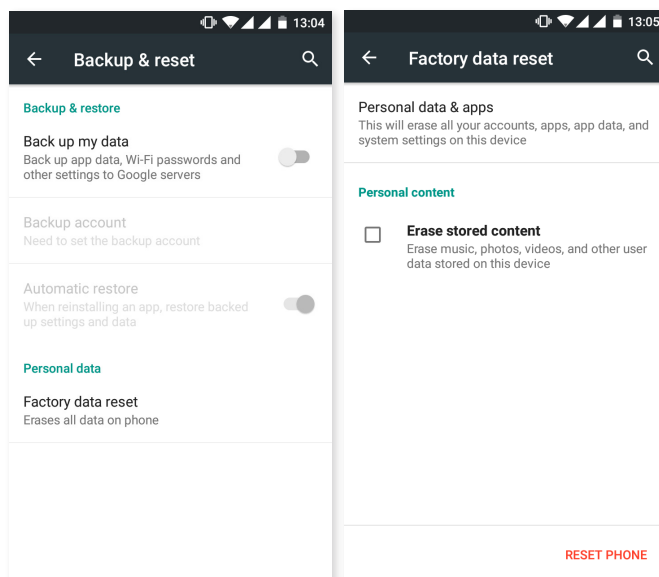 13:04
Backup & reset
Backup & restore
Back up my data
Back up app data, Wi-Fi passwords and
other settings to Google servers
Backup account
Need to set the backup account
Automatic restore
When reinstalling an app, restore backed
up settings and data
Personal data
Factory data reset
Erases all data on phone
13:05
Factory data reset
Personal data & apps
This will erase all your accounts, apps, app data, and
system settings on this device
Personal content
Erase stored content
Erase music, photos, videos, and other user
data stored on this device
RESET PHONE